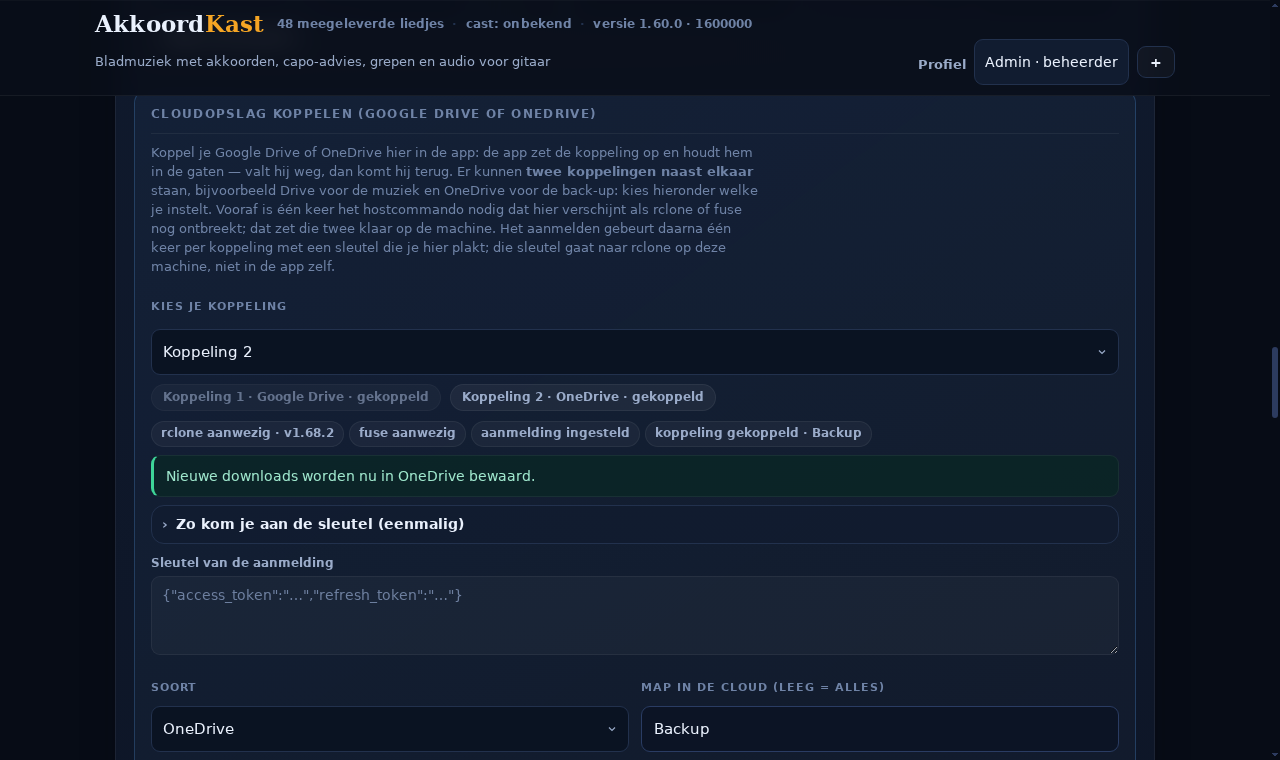 AkkoordKast 48 meegeleverde liedjes · cast: onbekend · versie 1.60.0 · 1600000
Bladmuziek met akkoorden, capo-advies, grepen en audio voor gitaar
Profiel Admin · beheerder +
CLOUDOPSLAG KOPPELEN (GOOGLE DRIVE OF ONEDRIVE)
Koppel je Google Drive of OneDrive hier in de app: de app zet de koppeling op en houdt hem
in de gaten — valt hij weg, dan komt hij terug. Er kunnen twee koppelingen naast elkaar
staan, bijvoorbeeld Drive voor de muziek en OneDrive voor de back-up: kies hieronder welke
je instelt. Vooraf is één keer het hostcommando nodig dat hier verschijnt als rclone of fuse
nog ontbreekt; dat zet die twee klaar op de machine. Het aanmelden gebeurt daarna één
keer per koppeling met een sleutel die je hier plakt; die sleutel gaat naar rclone op deze
machine, niet in de app zelf.
KIES JE KOPPELING
Koppeling 2
Koppeling 1 · Google Drive · gekoppeld Koppeling 2 · OneDrive · gekoppeld
rclone aanwezig · v1.68.2 fuse aanwezig aanmelding ingesteld koppeling gekoppeld · Backup
Nieuwe downloads worden nu in OneDrive bewaard.
› Zo kom je aan de sleutel (eenmalig)
Sleutel van de aanmelding
{"access_token":"…","refresh_token":"…"}
SOORT MAP IN DE CLOUD (LEEG = ALLES)
OneDrive Backup